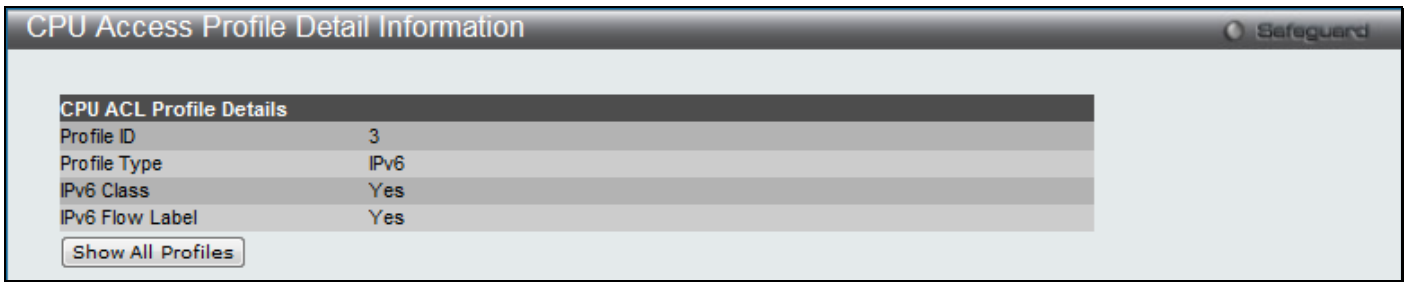 CPU Access Profile Detail Information
Safeguard
CPU ACL Profile Details
Profile ID 3
Profile Type IPv6
IPv6 Class Yes
IPv6 Flow Label Yes
Show All Profiles